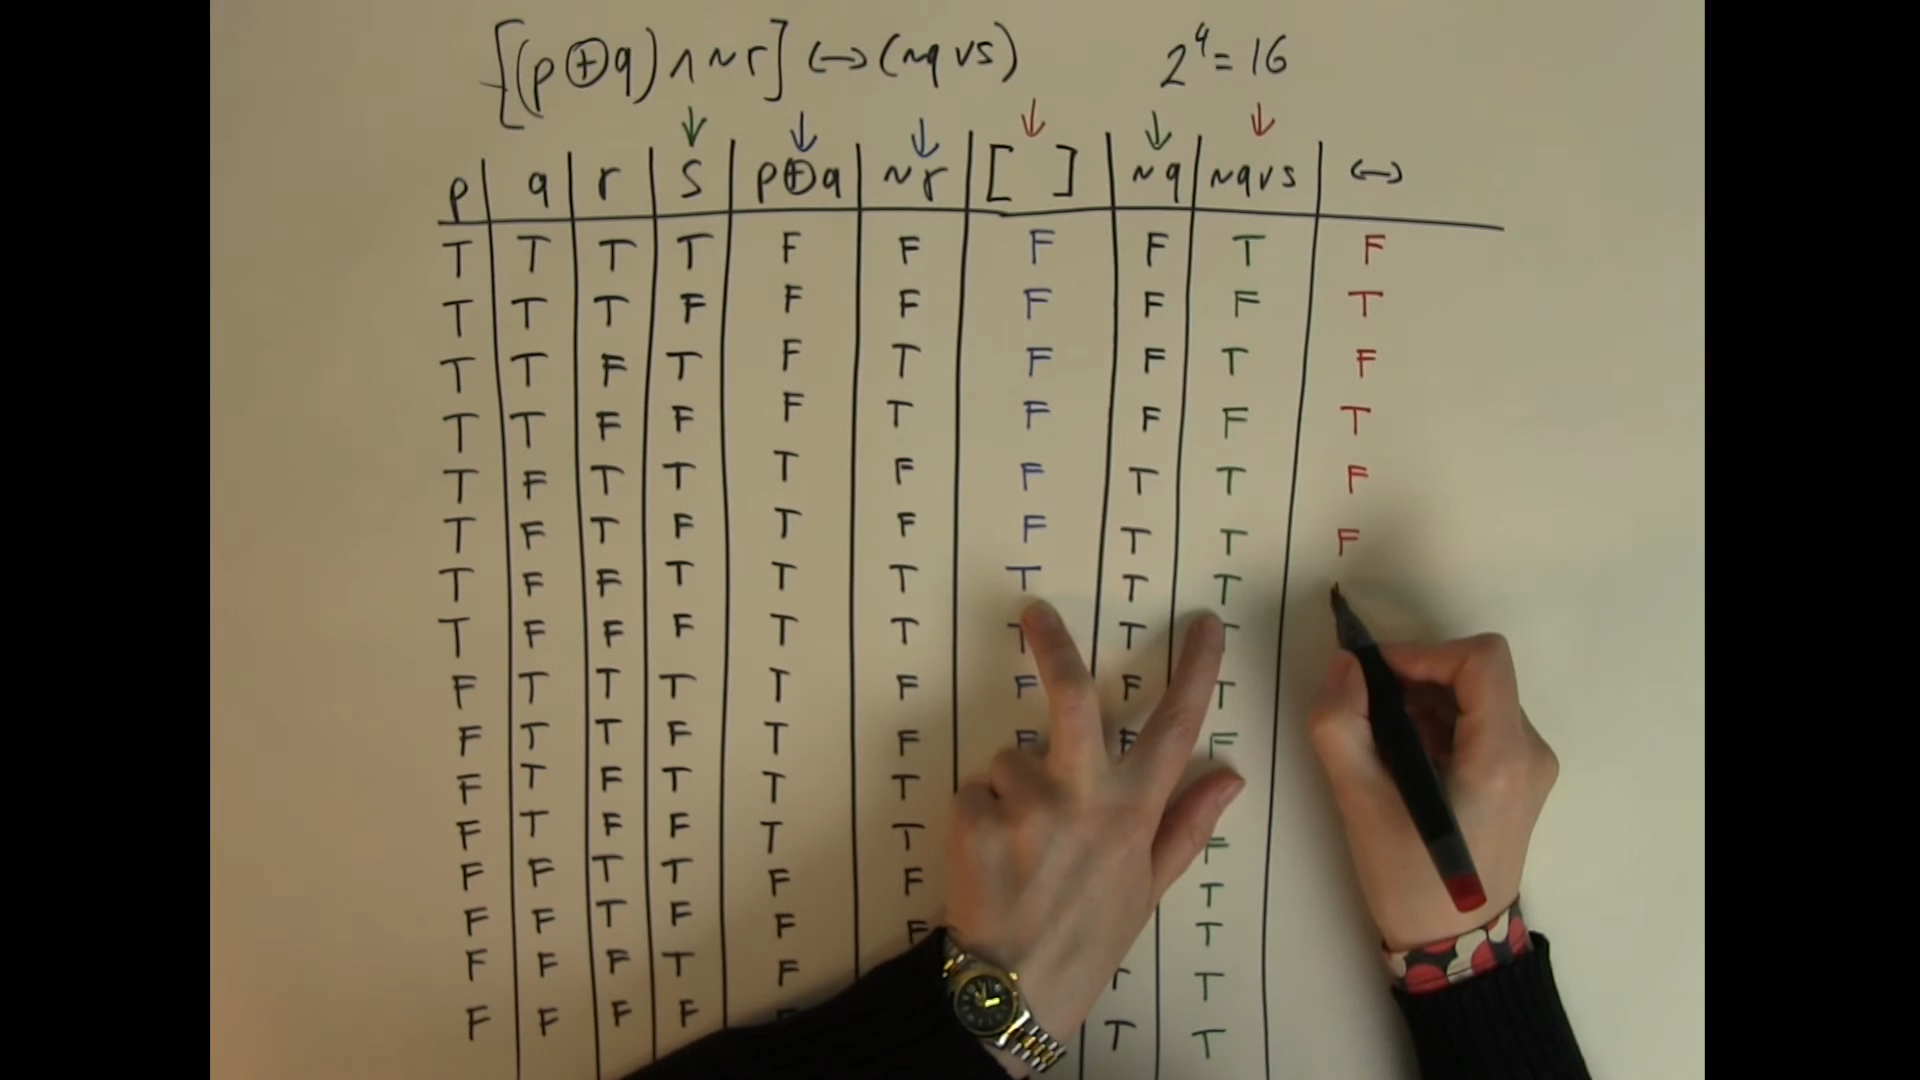 [(p⊕q)∧~r]↔(~q∨s) 2⁴=16
↓ ↓ ↓ ↓ ↓ ↓
p q r s p⊕q ~r [ ] ~q ~q∨s ↔
T T T T F F F F T F
T T T F F F F F F T
T T F T F T F F T F
T T F F F T F F F T
T F T T T F F T T F
T F T F T F F T T F
T F F T T T T T T
T F F F T T T T T
F T T T T F F F T
F T T F T F F F F
F T F T T T
F T F F T T F
F F T T F F T
F F T F F F T
F F F T F T T
F F F F F T T